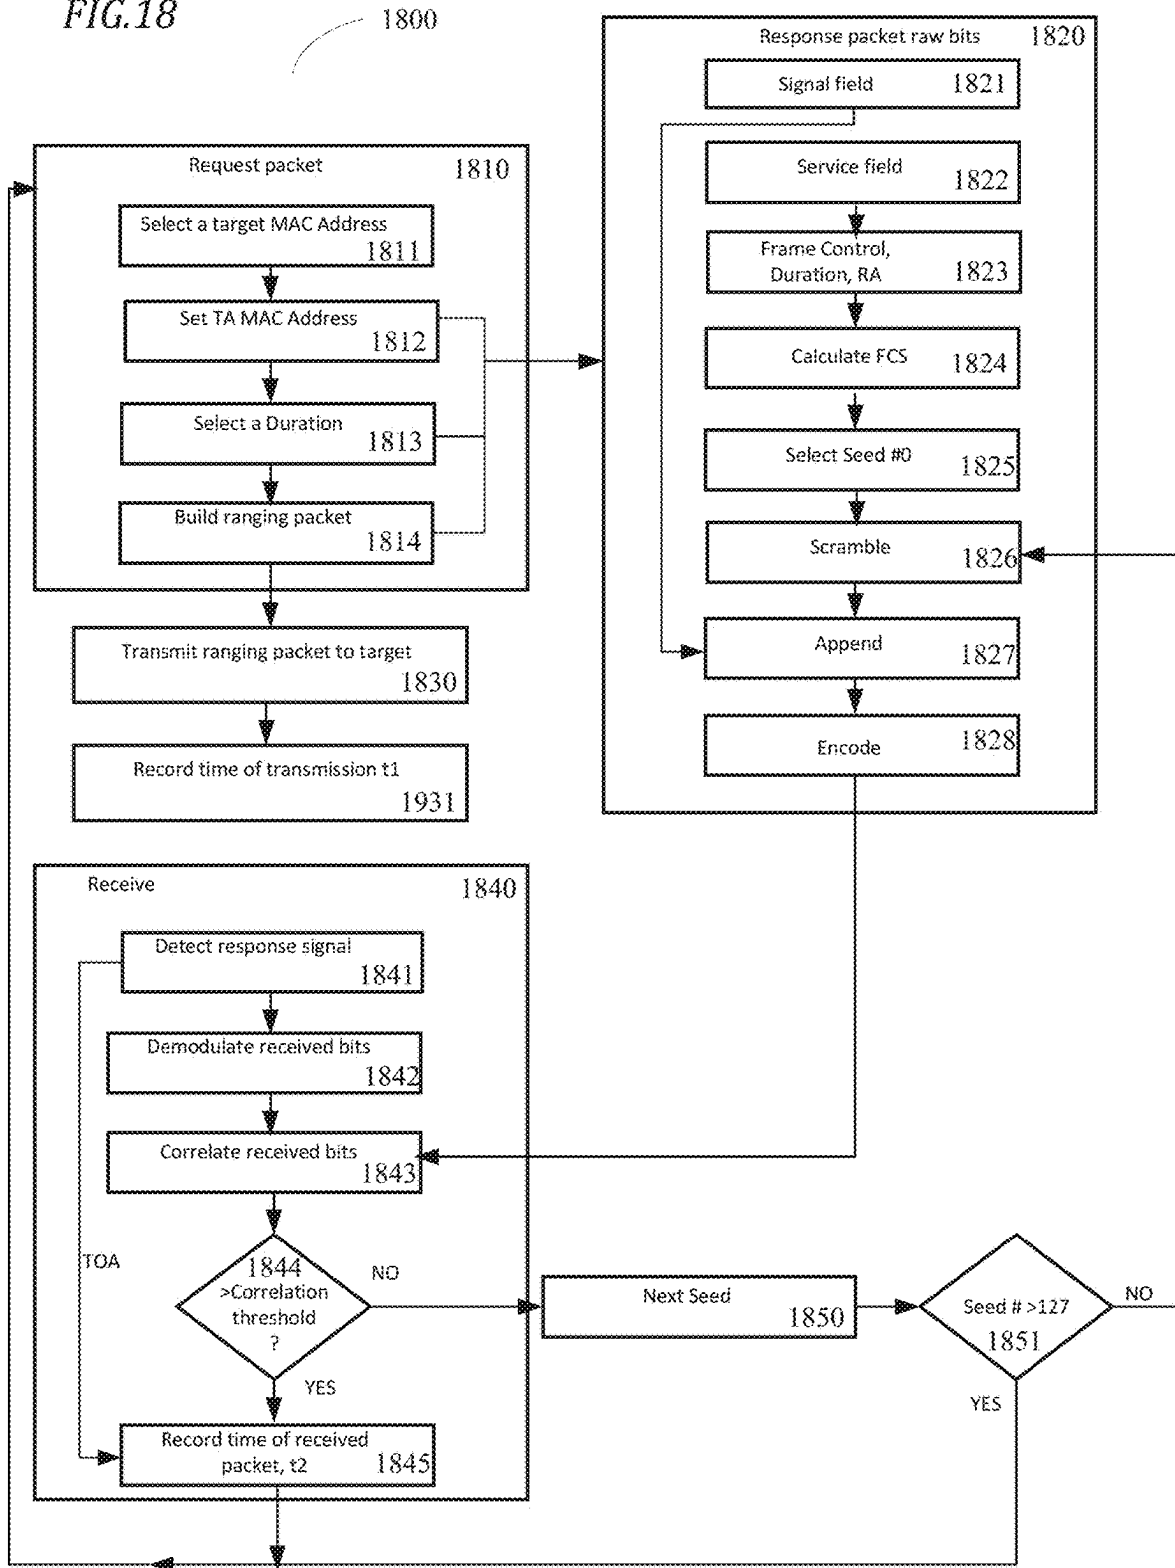 FIG.18
1800
Request packet
1810
Select a target MAC Address
1811
Set TA MAC Address
1812
Select a Duration
1813
Build ranging packet
1814
Transmit ranging packet to target
1830
Record time of transmission t1
1931
Response packet raw bits
1820
Signal field
1821
Service field
1822
Frame Control,
Duration, RA
1823
Calculate FCS
1824
Select Seed #0
1825
Scramble
1826
Append
1827
Encode
1828
Receive
1840
Detect response signal
1841
Demodulate received bits
1842
Correlate received bits
1843
TOA
1844
>Correlation
threshold
?
NO
YES
Record time of received
packet, t2
1845
Next Seed
1850
Seed # >127
1851
NO
YES